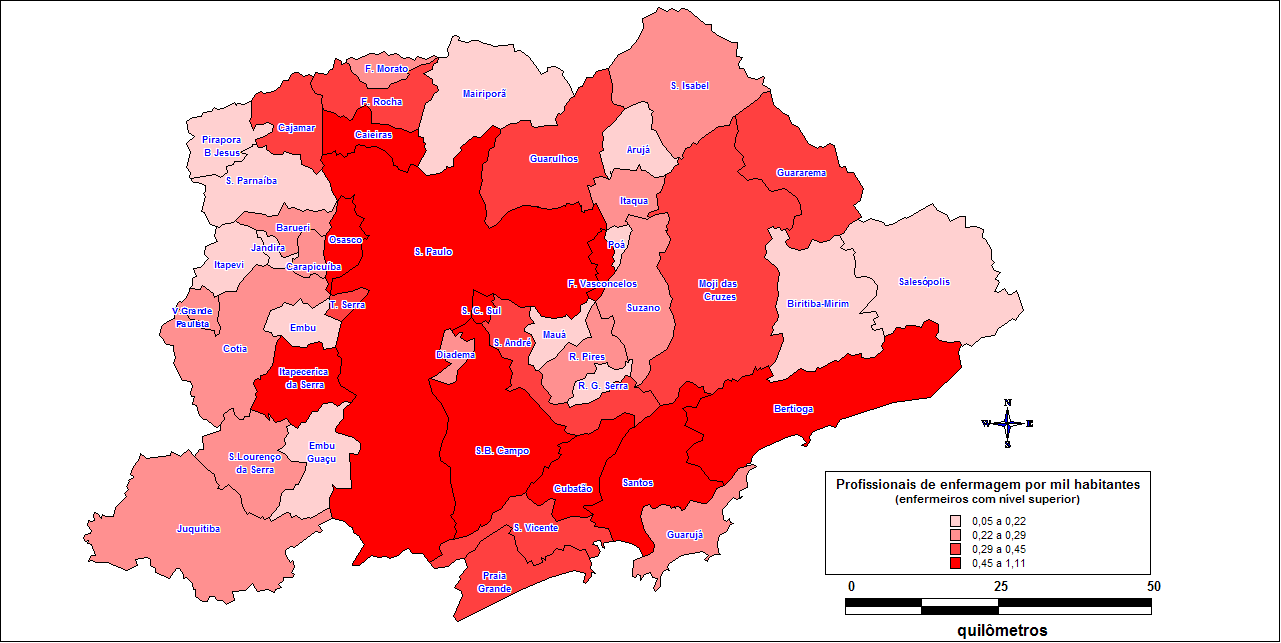 F. Morato
Mairiporã
S. Isabel
F. Rocha
Cajamar
Caieiras
Pirapora
B Jesus
Arujá
Guarulhos
Guararema
S. Parnaíba
Itaqua
Barueri
Osasco
Jandira
Poá
S. Paulo
Itapevi
Carapicuíba
F. Vasconcelos
Moji das
Cruzes
Salesópolis
Biritiba-Mirim
T. Serra
Suzano
V.Grande
Paulista
S. C. Sul
Embu
Mauá
S. André
Cotia
Diadema
R. Pires
Itapecerica
da Serra
R. G. Serra
Bertioga
Embu
Guaçu
S.B. Campo
S.Lourenço
da Serra
Santos
Cubatão
Juquitiba
S. Vicente
Guarujá
Praia
Grande
N
W E
S
Profissionais de enfermagem por mil habitantes
(enfermeiros com nível superior)
0,05 a 0,22
0,22 a 0,29
0,29 a 0,45
0,45 a 1,11
0 25 50
quilômetros